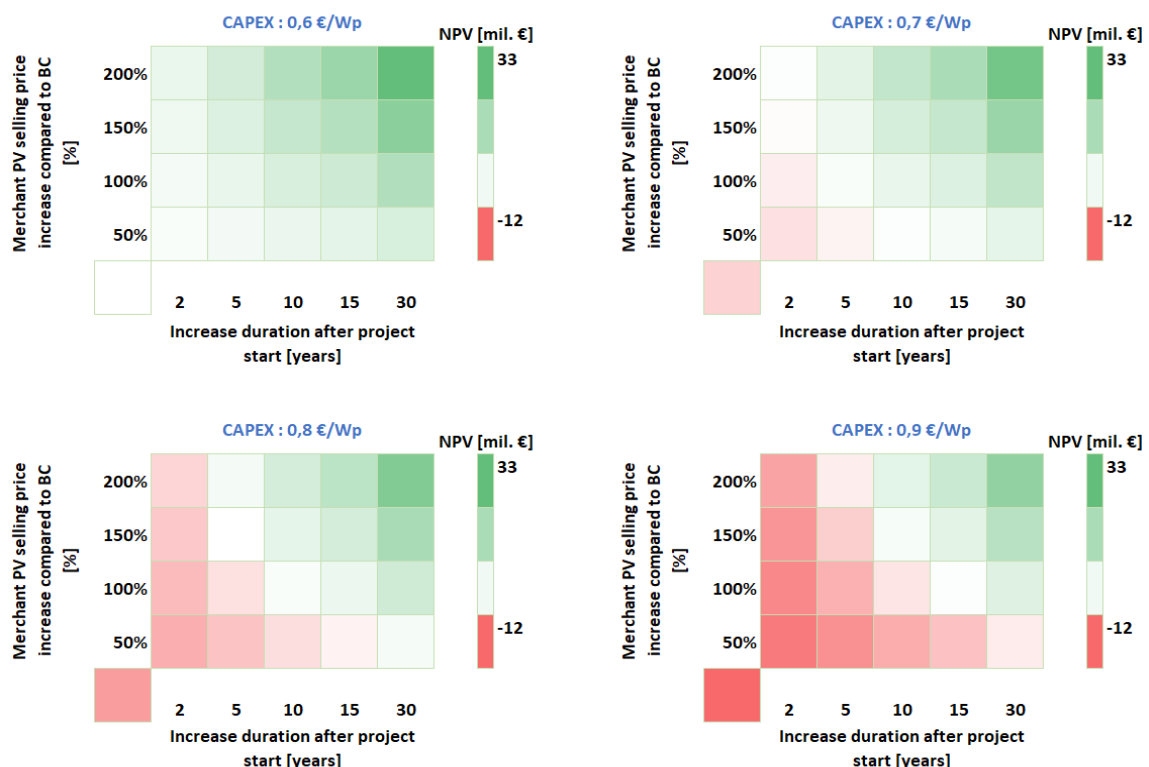 CAPEX : 0,6 €/Wp
NPV [mil. €]
33
-12
Merchant PV selling price
increase compared to BC
[%]
200%
150%
100%
50%
2 5 10 15 30
Increase duration after project
start [years]
CAPEX : 0,7 €/Wp
NPV [mil. €]
33
-12
Merchant PV selling price
increase compared to BC
[%]
200%
150%
100%
50%
2 5 10 15 30
Increase duration after project
start [years]
CAPEX : 0,8 €/Wp
NPV [mil. €]
33
-12
Merchant PV selling price
increase compared to BC
[%]
200%
150%
100%
50%
2 5 10 15 30
Increase duration after project
start [years]
CAPEX : 0,9 €/Wp
NPV [mil. €]
33
-12
Merchant PV selling price
increase compared to BC
[%]
200%
150%
100%
50%
2 5 10 15 30
Increase duration after project
start [years]